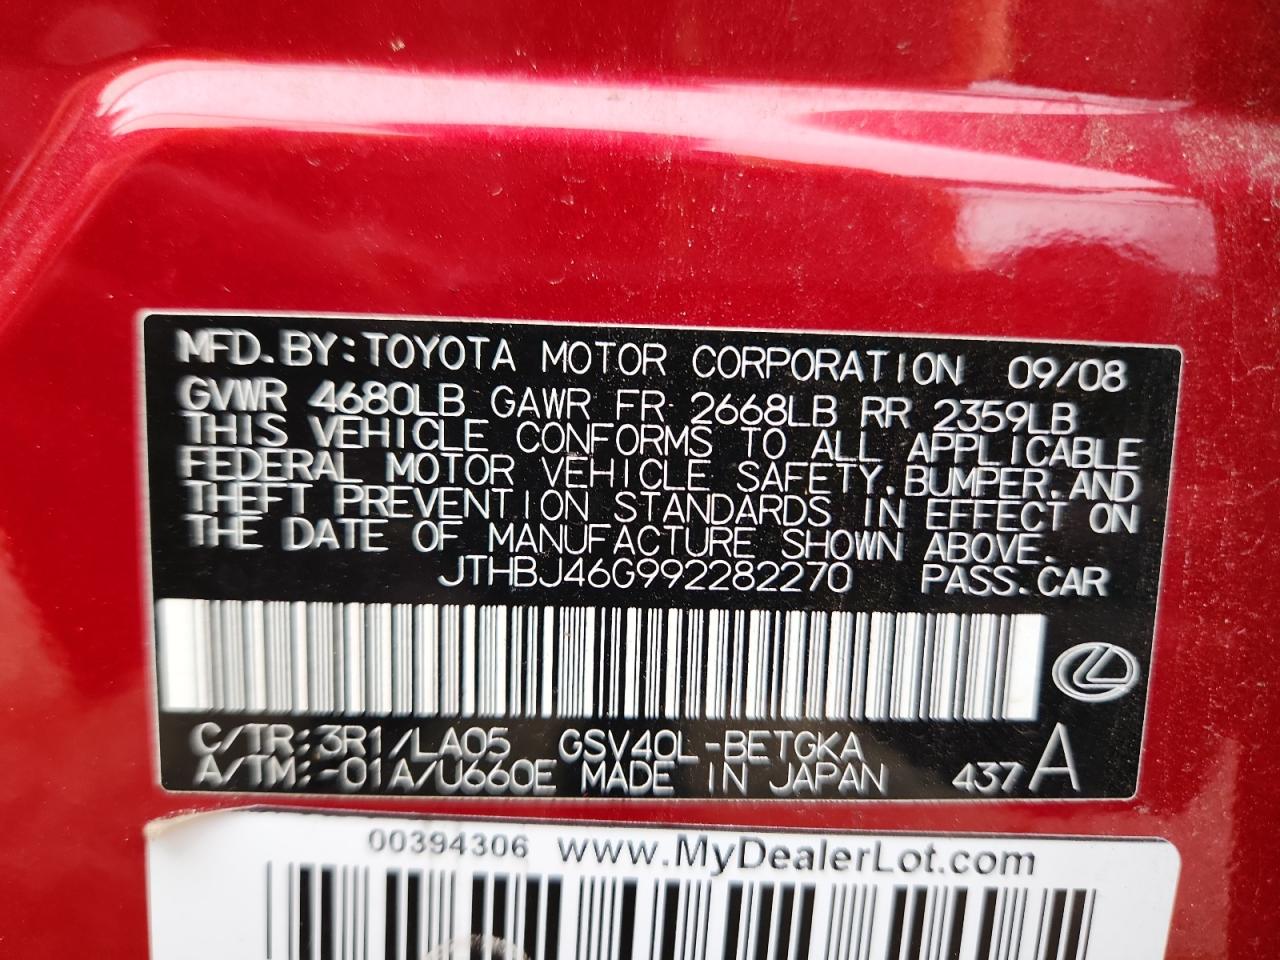 MFD.BY:TOYOTA MOTOR CORPORATION 09/08
GVWR 4680LB GAWR FR 2668LB RR 2359LB
THIS VEHICLE CONFORMS TO ALL APPLICABLE
FEDERAL MOTOR VEHICLE SAFETY,BUMPER,AND
THEFT PREVENTION STANDARDS IN EFFECT ON
THE DATE OF MANUFACTURE SHOWN ABOVE.
JTHBJ46G992282270 PASS.CAR
C/TR:3R1/LA05 GSV40L-BETGKA
A/TM:-01A/U660E MADE IN JAPAN 437 A
00394306 www.MyDealerLot.com